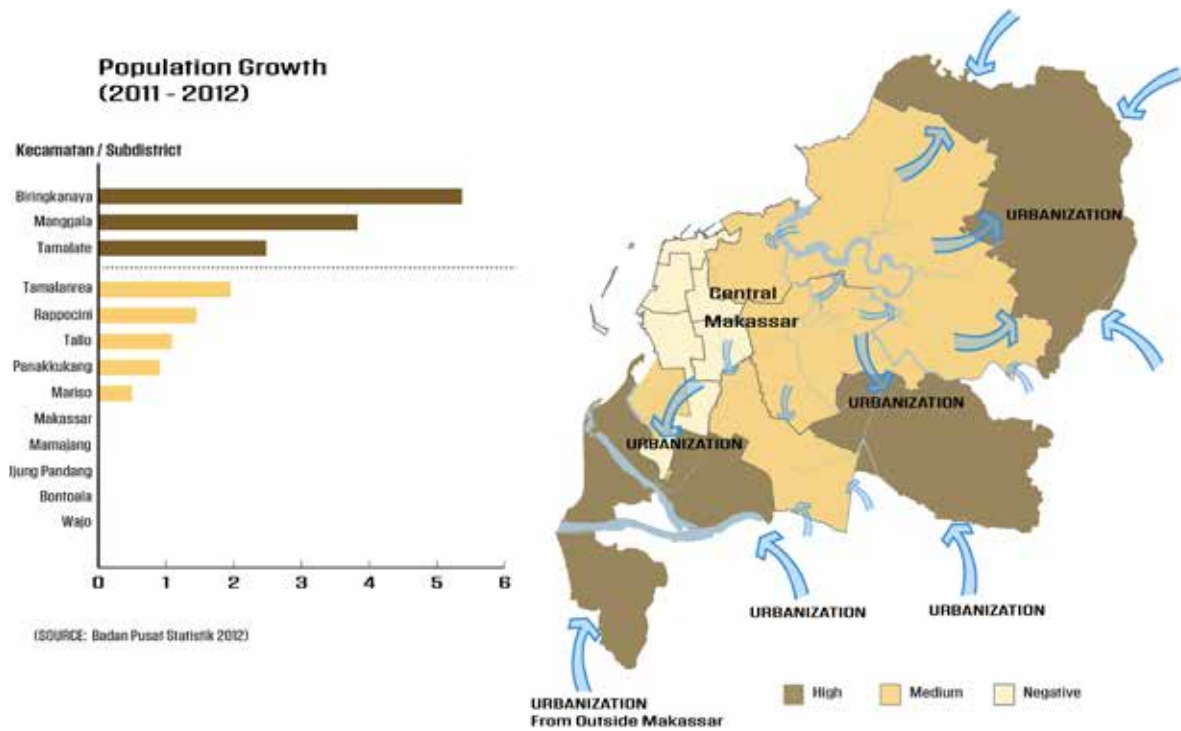 Population Growth
(2011 - 2012)
Kecamatan / Subdistrict
Biringkanaya
Manggala
Tamalate
Tamalanrea
Rappocini
Tallo
Panakkukang
Mariso
Makassar
Mamajang
Ijung Pandang
Bontoala
Wajo
0 1 2 3 4 5 6
(SOURCE: Badan Pusat Statistik 2012)
URBANIZATION
Central
Makassar
URBANIZATION
URBANIZATION
URBANIZATION
URBANIZATION
URBANIZATION
From Outside Makassar
High
Medium
Negative